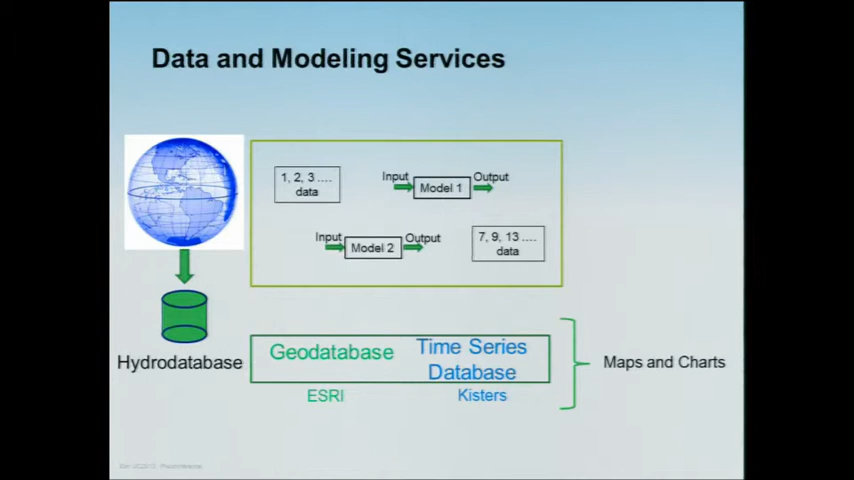 Data and Modeling Services
1, 2, 3 ....
data
Input
Model 1
Output
Input
Model 2
Output
7, 9, 13 ....
data
Hydrodatabase
Geodatabase
Time Series
Database
ESRI
Kisters
Maps and Charts